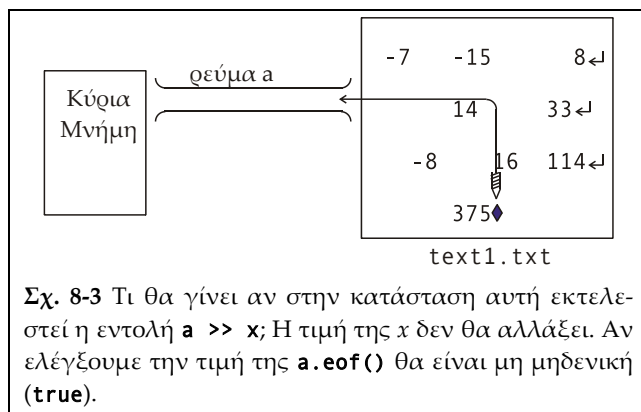 -7 -15 8↵
ρεύμα a
Κύρια
Μνήμη
14 33↵
-8 16 114↵
375
text1.txt
Σχ. 8-3 Τι θα γίνει αν στην κατάσταση αυτή εκτελε-
στεί η εντολή a >> x; Η τιμή της x δεν θα αλλάξει. Αν
ελέγξουμε την τιμή της a.eof() θα είναι μη μηδενική
(true).